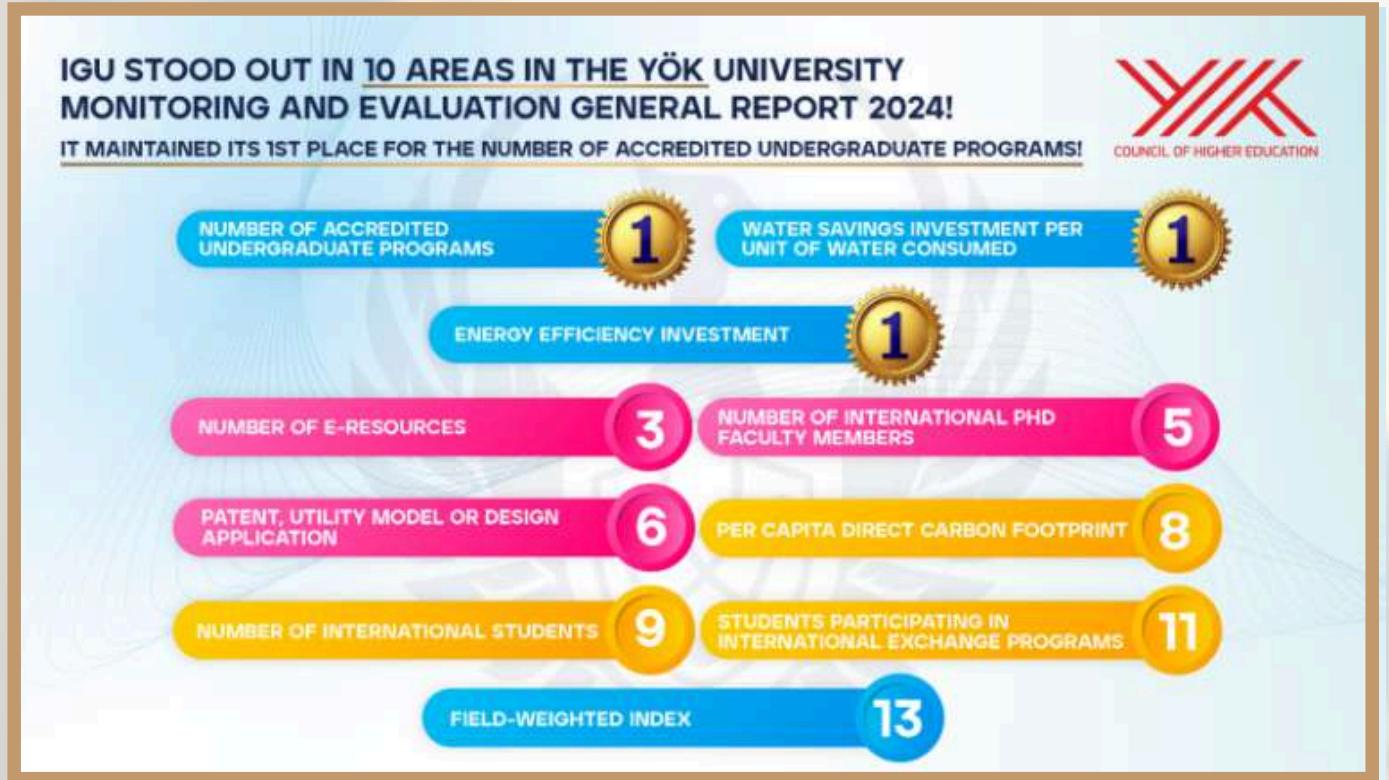 IGU STOOD OUT IN 10 AREAS IN THE YÖK UNIVERSITY
MONITORING AND EVALUATION GENERAL REPORT 2024!
IT MAINTAINED ITS 1ST PLACE FOR THE NUMBER OF ACCREDITED UNDERGRADUATE PROGRAMS!
YÖK
COUNCIL OF HIGHER EDUCATION
NUMBER OF ACCREDITED
UNDERGRADUATE PROGRAMS
1
WATER SAVINGS INVESTMENT PER
UNIT OF WATER CONSUMED
1
ENERGY EFFICIENCY INVESTMENT
1
NUMBER OF E-RESOURCES
3
NUMBER OF INTERNATIONAL PHD
FACULTY MEMBERS
5
PATENT, UTILITY MODEL OR DESIGN
APPLICATION
6
PER CAPITA DIRECT CARBON FOOTPRINT
8
NUMBER OF INTERNATIONAL STUDENTS
9
STUDENTS PARTICIPATING IN
INTERNATIONAL EXCHANGE PROGRAMS
11
FIELD-WEIGHTED INDEX
13